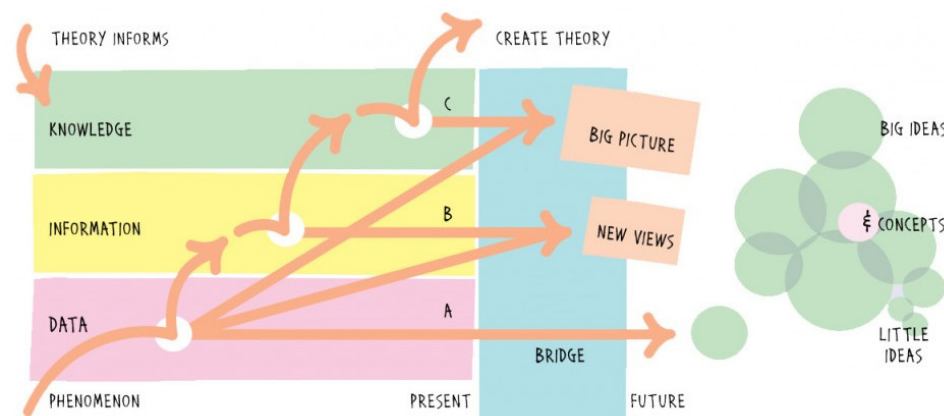 THEORY INFORMS
CREATE THEORY
KNOWLEDGE
C
BIG PICTURE
BIG IDEAS
INFORMATION
B
NEW VIEWS
& CONCEPTS
DATA
A
BRIDGE
LITTLE
IDEAS
PHENOMENON
PRESENT
FUTURE